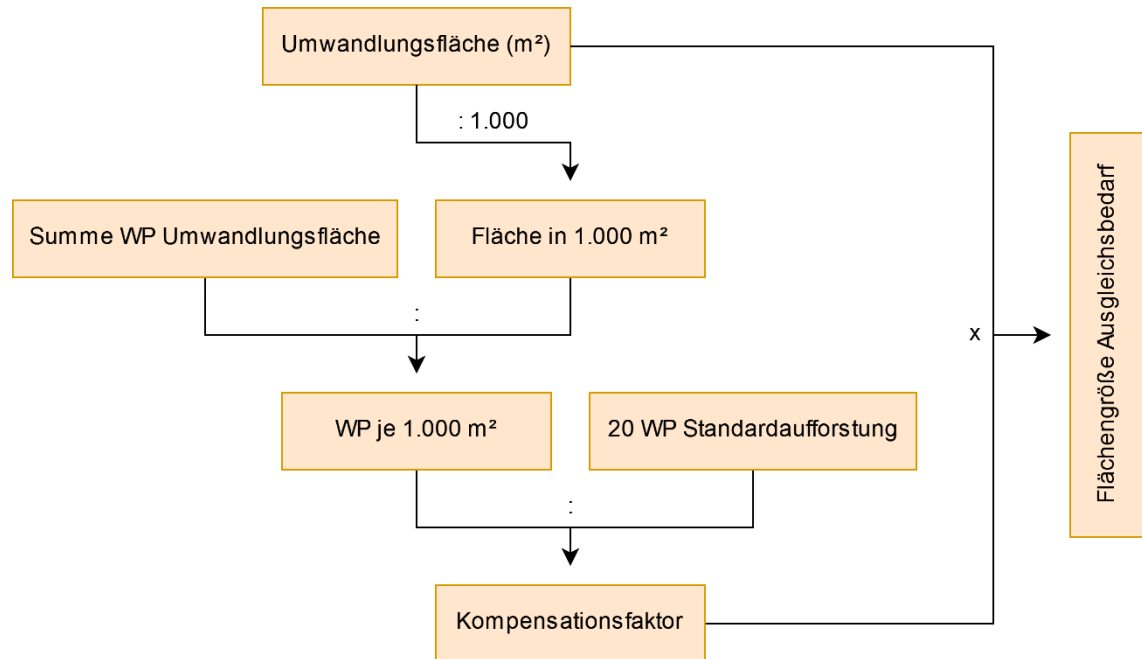 Umwandlungsfläche (m²)
: 1.000
Summe WP Umwandlungsfläche
Fläche in 1.000 m²
:
x
Flächengröße Ausgleichsbedarf
WP je 1.000 m²
20 WP Standardaufforstung
:
Kompensationsfaktor